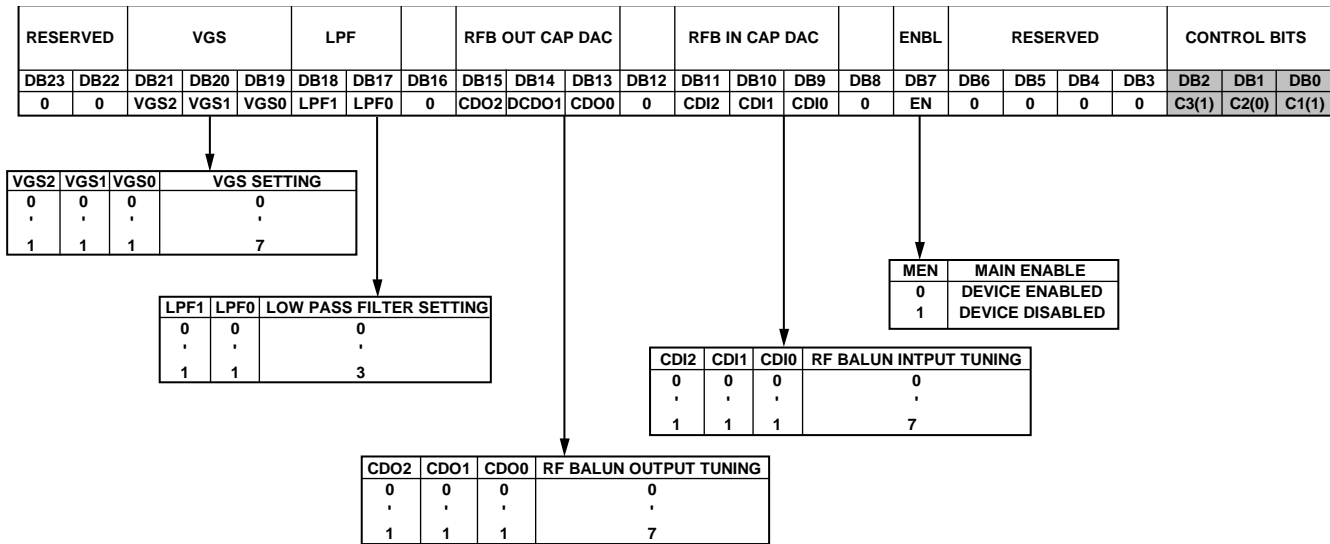 RESERVED VGS LPF RFB OUT CAP DAC RFB IN CAP DAC ENBL RESERVED CONTROL BITS
DB23 DB22 DB21 DB20 DB19 DB18 DB17 DB16 DB15 DB14 DB13 DB12 DB11 DB10 DB9 DB8 DB7 DB6 DB5 DB4 DB3 DB2 DB1 DB0
0 0 VGS2 VGS1 VGS0 LPF1 LPF0 0 CDO2 DCDO1 CDO0 0 CDI2 CDI1 CDI0 0 EN 0 0 0 0 C3(1) C2(0) C1(1)
VGS2 VGS1 VGS0 VGS SETTING
0 0 0 0
' ' ' '
1 1 1 7
MEN MAIN ENABLE
0 DEVICE ENABLED
1 DEVICE DISABLED
LPF1 LPF0 LOW PASS FILTER SETTING
0 0 0
' ' '
1 1 3
CDI2 CDI1 CDI0 RF BALUN INTPUT TUNING
0 0 0 0
' ' ' '
1 1 1 7
CDO2 CDO1 CDO0 RF BALUN OUTPUT TUNING
0 0 0 0
' ' ' '
1 1 1 7